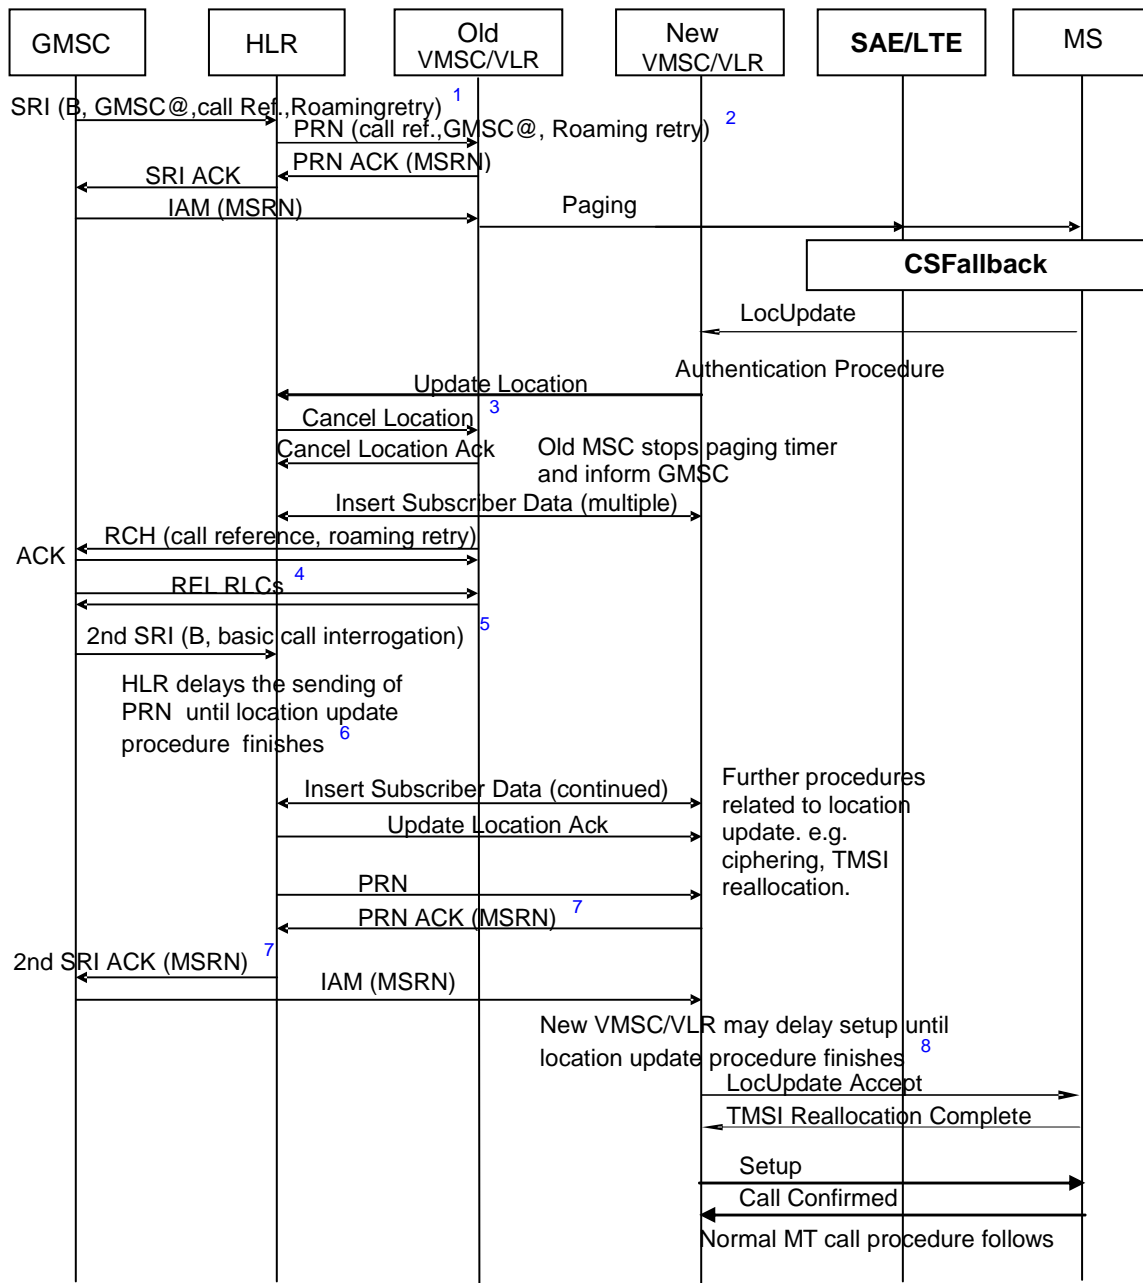 GMSC
HLR
Old
VMSC/VLR
New
VMSC/VLR
SAE/LTE
MS
SRI (B, GMSC@,call Ref.,Roamingretry) 1
PRN (call ref.,GMSC@, Roaming retry) 2
PRN ACK (MSRN)
SRI ACK
IAM (MSRN)
Paging
CSFallback
LocUpdate
Authentication Procedure
Update Location
Cancel Location 3
Cancel Location Ack
Old MSC stops paging timer
and inform GMSC
Insert Subscriber Data (multiple)
RCH (call reference, roaming retry)
ACK
REL RLCs 4
2nd SRI (B, basic call interrogation) 5
HLR delays the sending of
PRN until location update
procedure finishes 6
Insert Subscriber Data (continued)
Update Location Ack
Further procedures
related to location
update. e.g.
ciphering, TMSI
reallocation.
PRN
PRN ACK (MSRN) 7
2nd SRI ACK (MSRN) 7
IAM (MSRN)
New VMSC/VLR may delay setup until
location update procedure finishes 8
LocUpdate Accept
TMSI Reallocation Complete
Setup
Call Confirmed
Normal MT call procedure follows